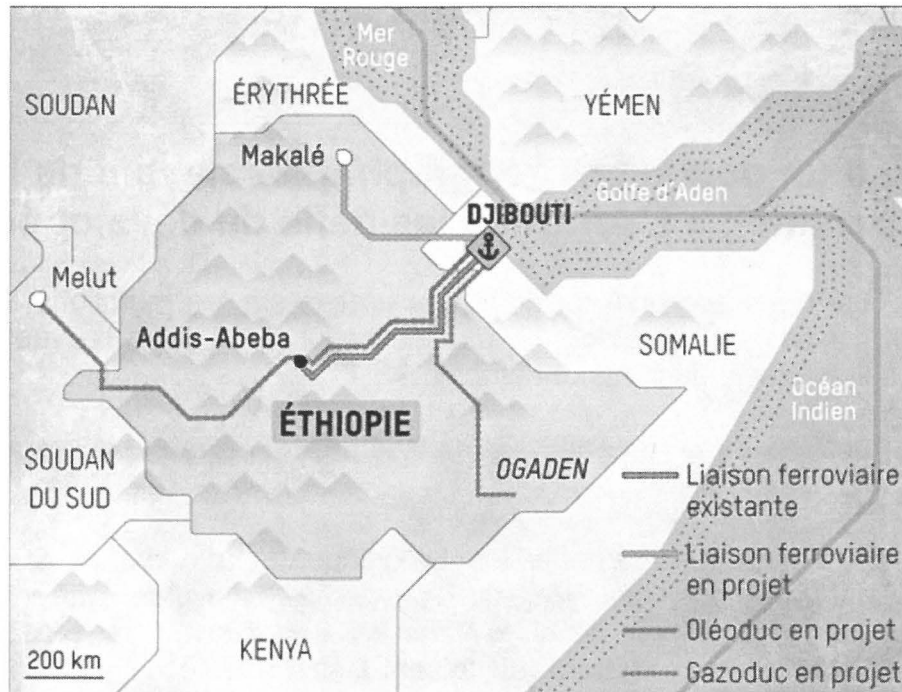 Mer
Rouge
SOUDAN
ÉRYTHRÉE
YÉMEN
Makalé
Golfe d'Aden
DJIBOUTI
Melut
Addis-Abeba
SOMALIE
Océan
Indien
ÉTHIOPIE
SOUDAN
DU SUD
OGADEN
Liaison ferroviaire
existante
Liaison ferroviaire
en projet
Oléoduc en projet
Gazoduc en projet
KENYA
200 km